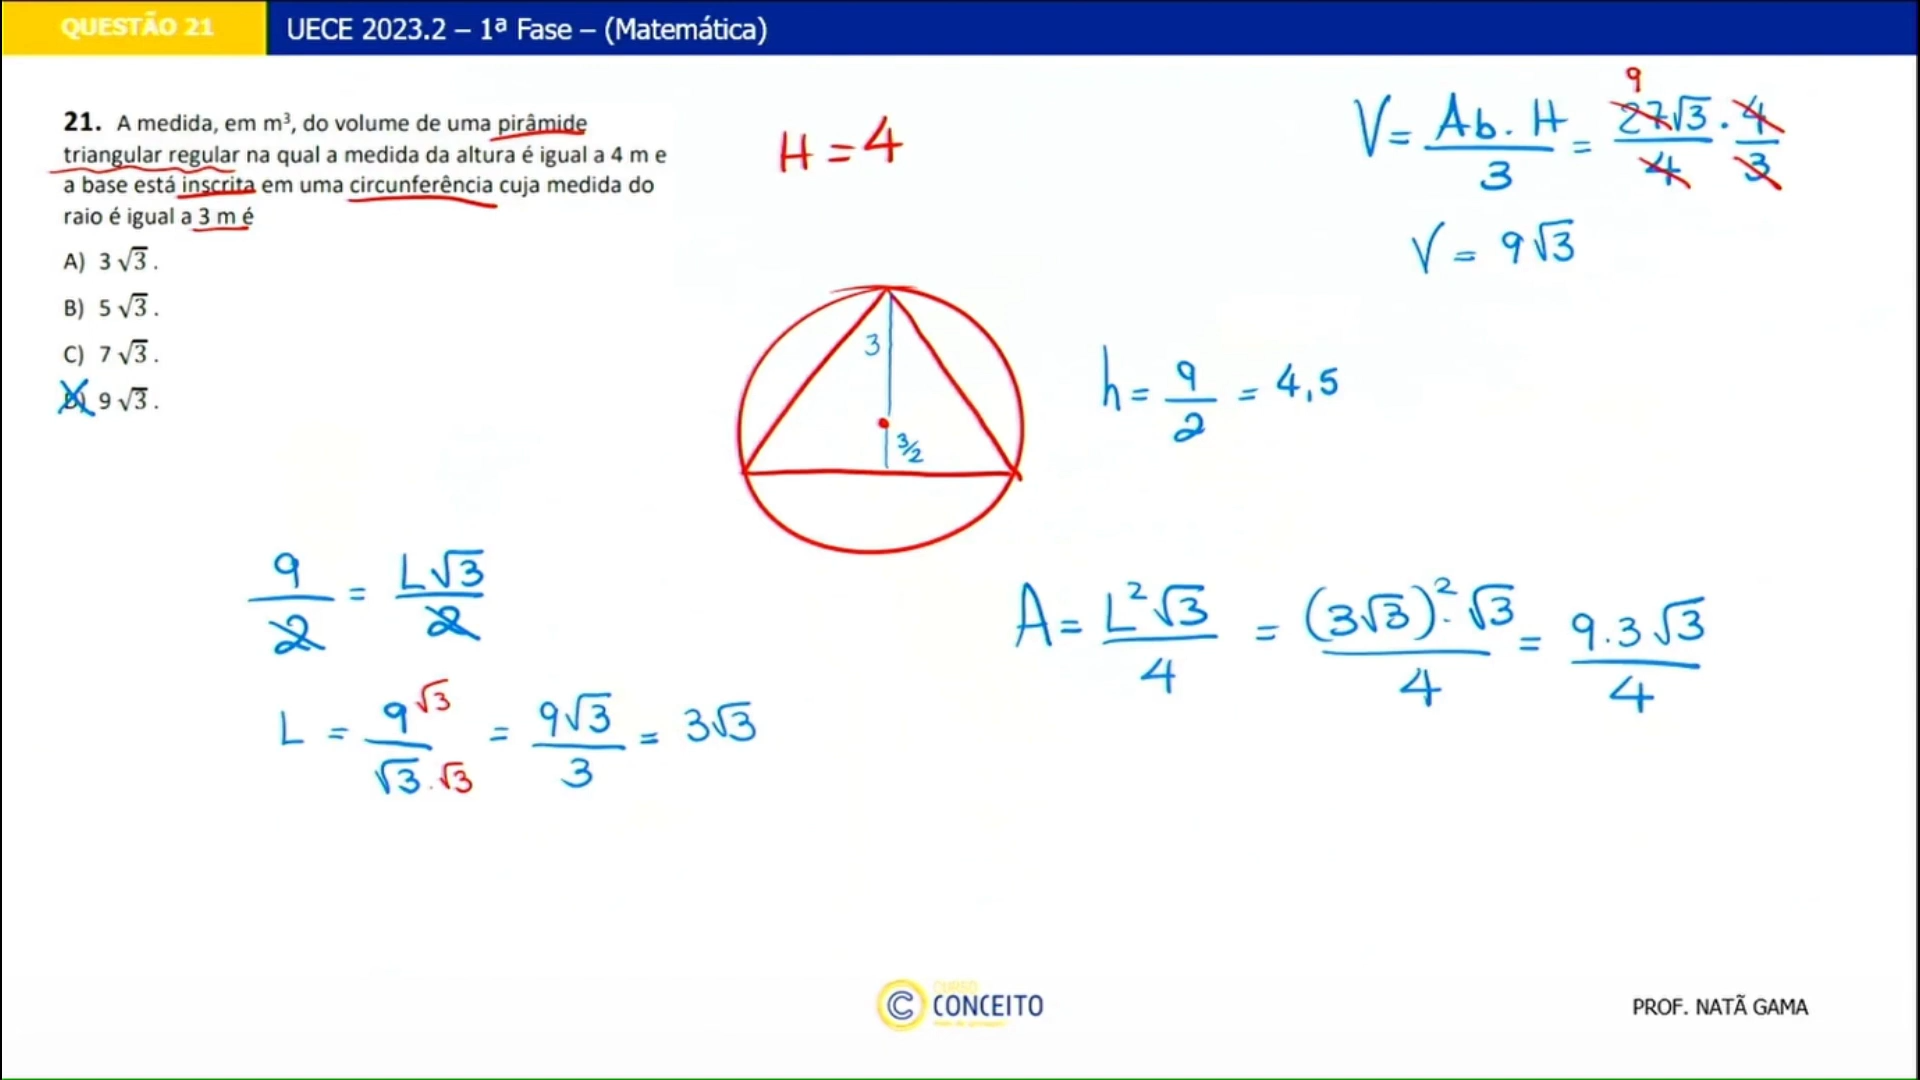 QUESTÃO 21
UECE 2023.2 – 1ª Fase – (Matemática)
21. A medida, em m³, do volume de uma pirâmide
triangular regular na qual a medida da altura é igual a 4 m e
a base está inscrita em uma circunferência cuja medida do
raio é igual a 3 m é
A) 3 √3 .
B) 5 √3 .
C) 7 √3 .
D) 9 √3 .
H = 4
V = Ab . H / 3 = 27√3 / 4 . 4 / 3
9
V = 9√3
3
3/2
h = 9/2 = 4,5
9/2 = L√3/2
L = 9√3 / √3 . √3 = 9√3 / 3 = 3√3
A = L²√3 / 4 = (3√3)² . √3 / 4 = 9.3√3 / 4
CURSO
CONCEITO
PROF. NATÃ GAMA